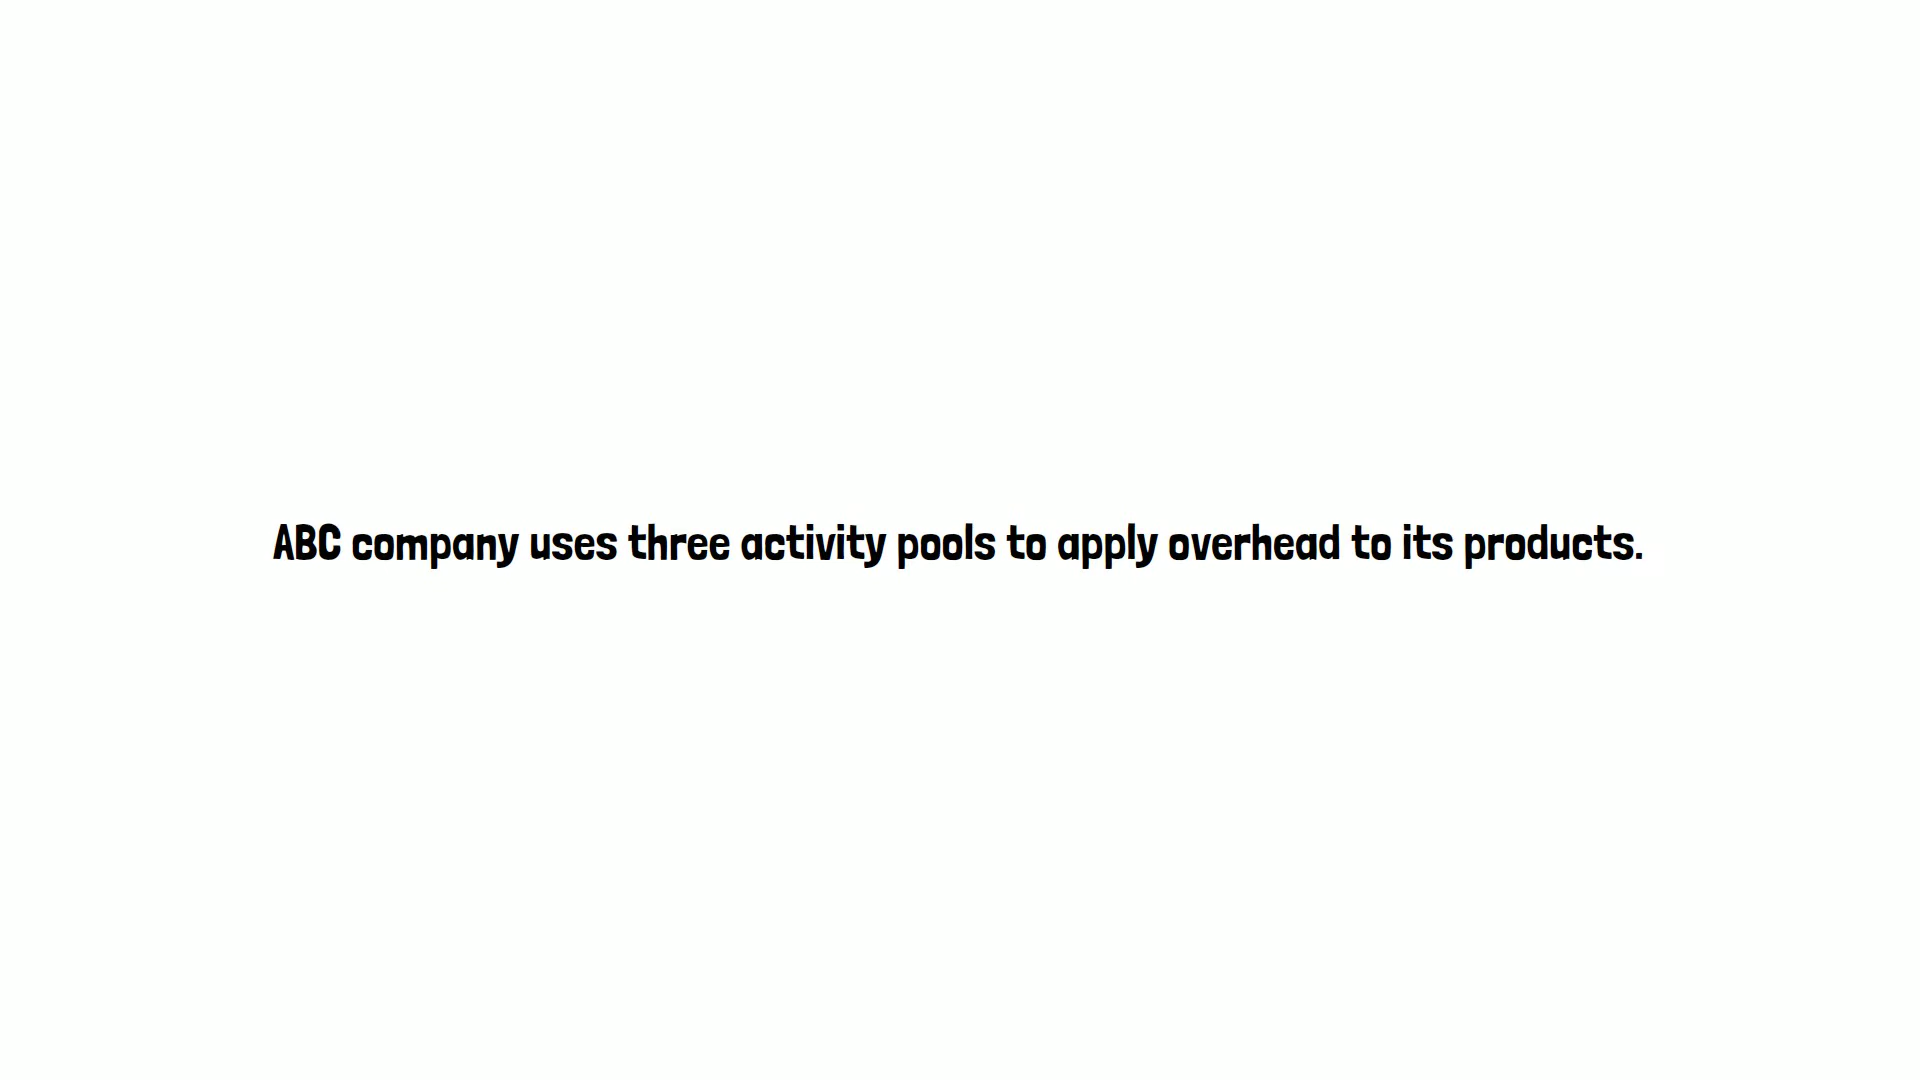 ABC company uses three activity pools to apply overhead to its products.